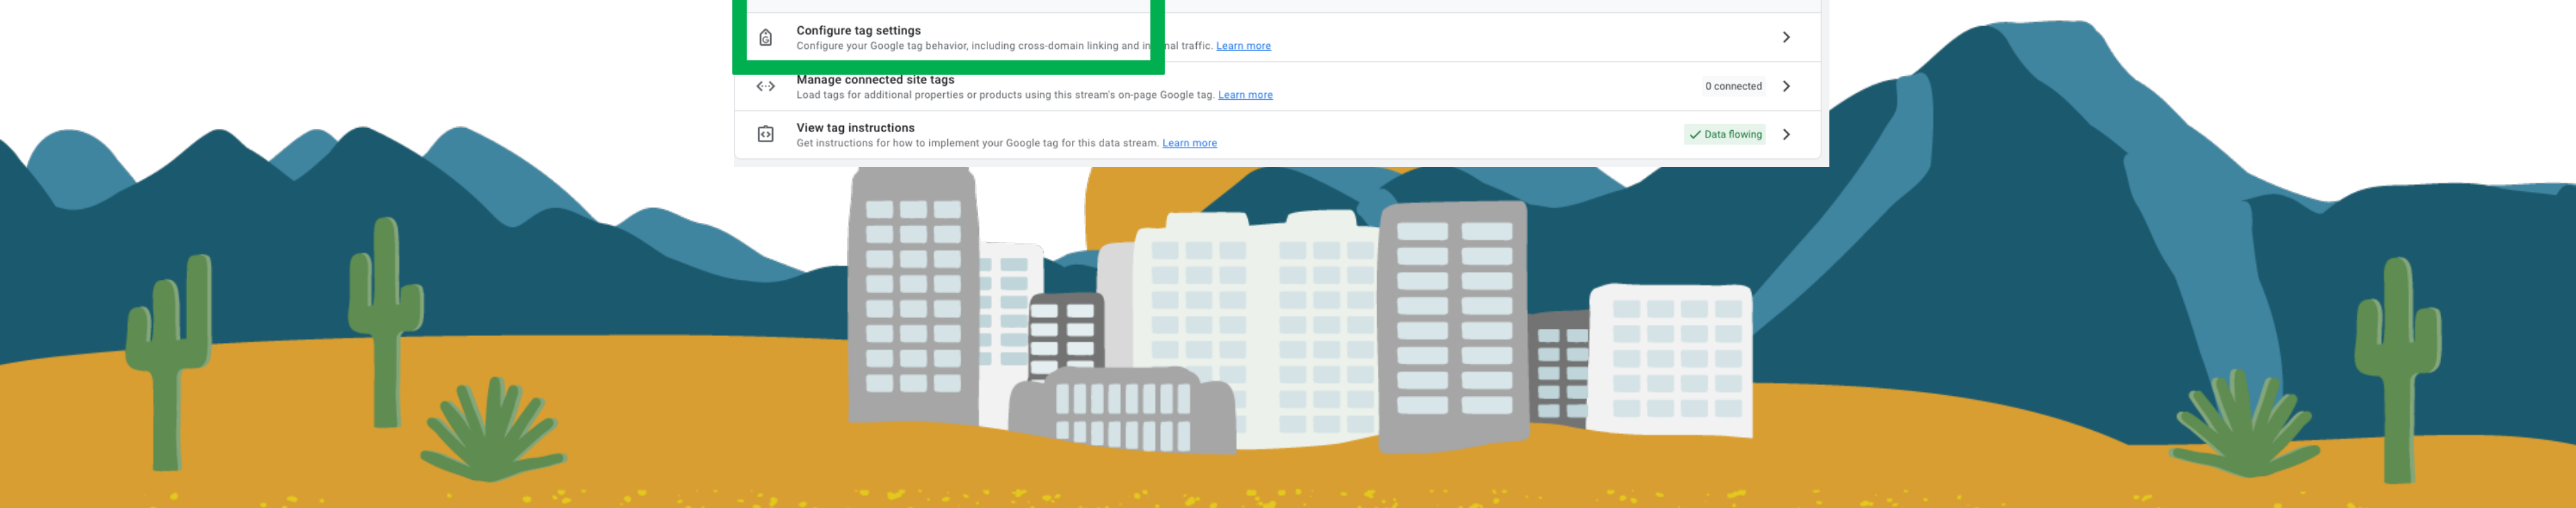 Configure tag settings
Configure your Google tag behavior, including cross-domain linking and in nal traffic. Learn more
Manage connected site tags
0 connected
Load tags for additional properties or products using this stream's on-page Google tag. Learn more
View tag instructions
Data flowing
Get instructions for how to implement your Google tag for this data stream. Learn more